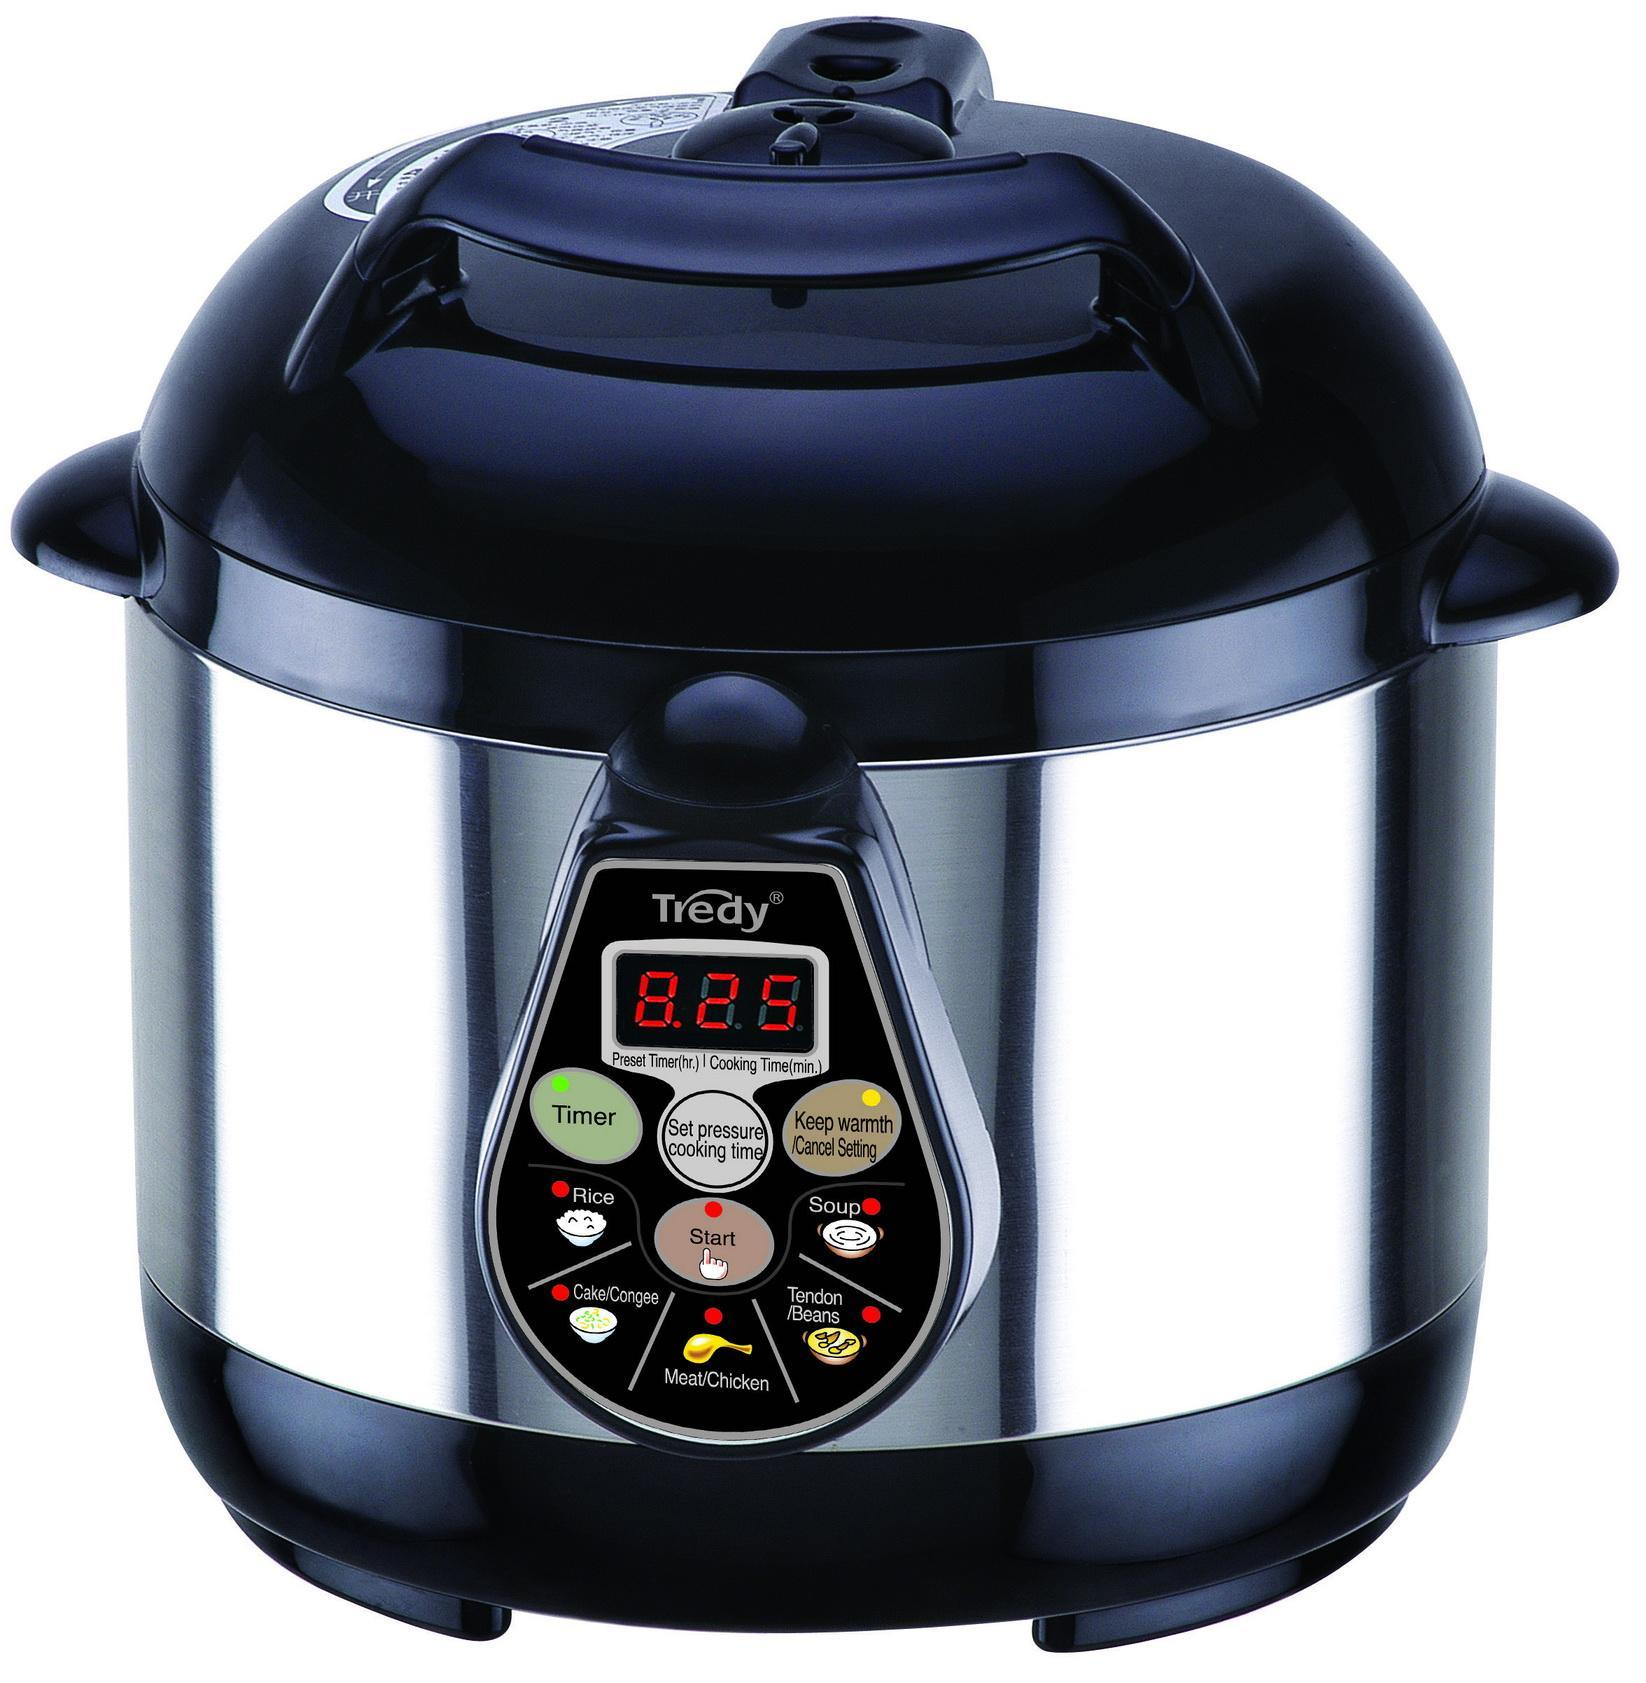 Tredy®
8.25
Preset Timer(hr.) | Cooking Time(min.)
Timer
Set pressure
cooking time
Keep warmth
/Cancel Setting
Rice
Start
Soup
Cake/Congee
Tendon
/Beans
Meat/Chicken
开